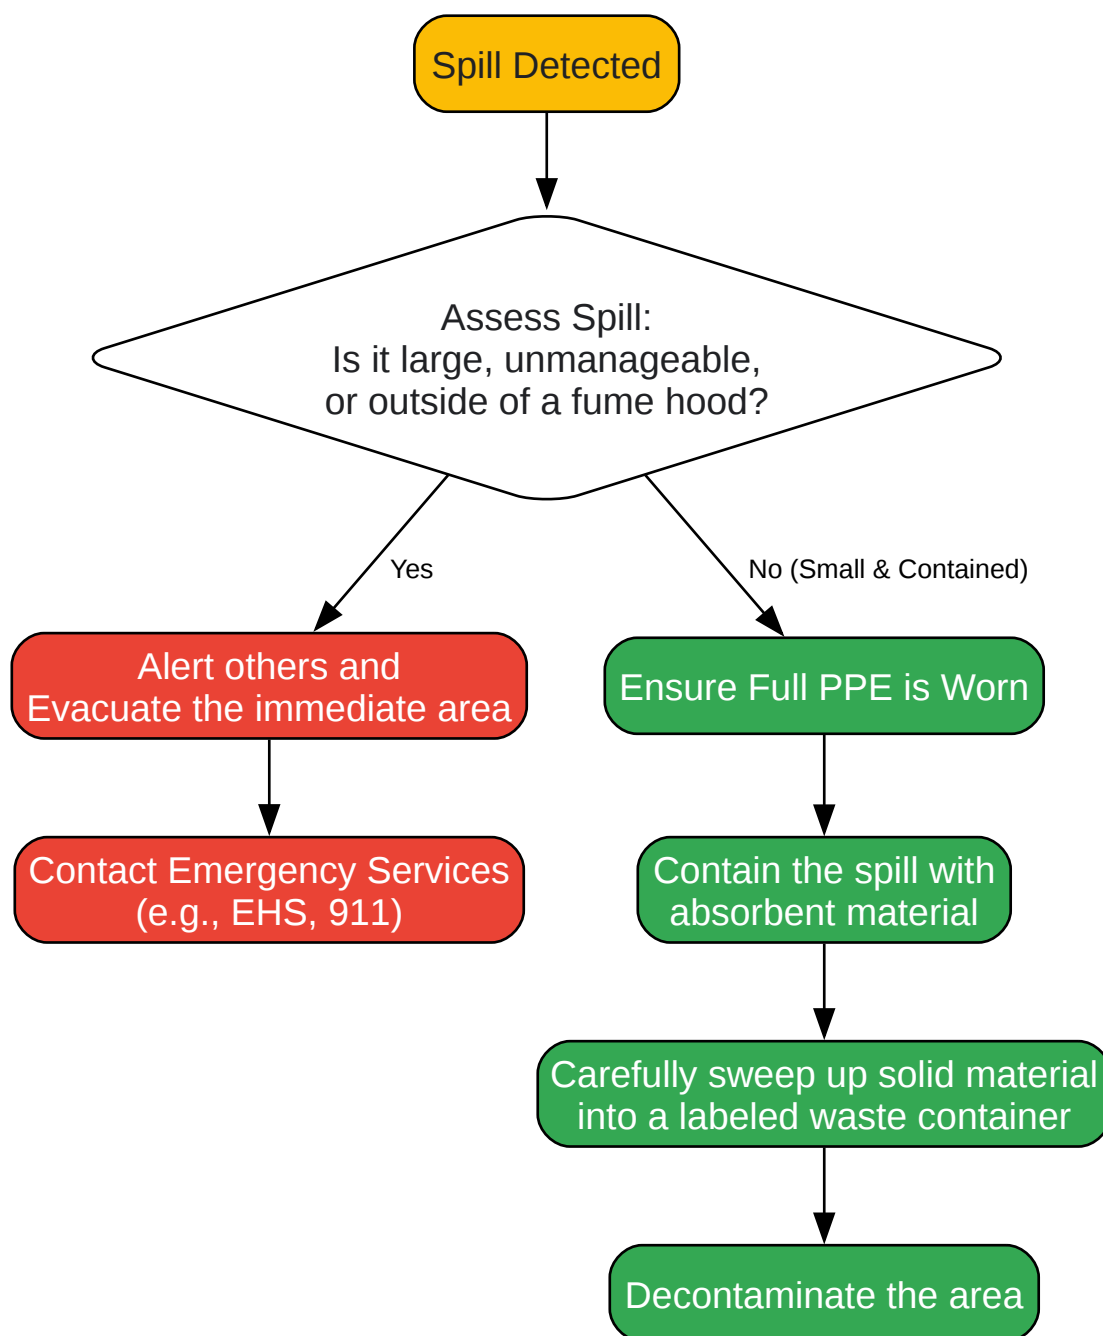 Spill Detected
Assess Spill:
Is it large, unmanageable,
or outside of a fume hood?
Yes
No (Small & Contained)
Alert others and
Evacuate the immediate area
Ensure Full PPE is Worn
Contact Emergency Services
(e.g., EHS, 911)
Contain the spill with
absorbent material
Carefully sweep up solid material
into a labeled waste container
Decontaminate the area